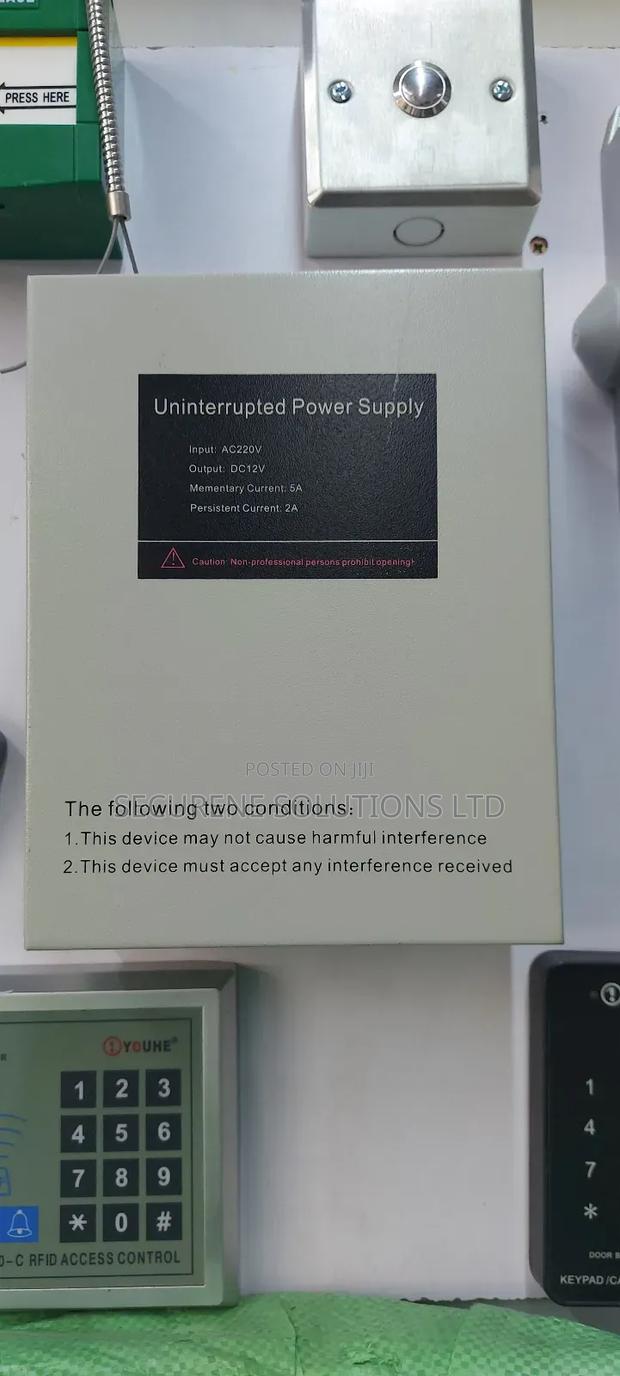 PRESS HERE
Uninterrupted Power Supply
Input: AC220V
Output: DC12V
Mementary Current: 5A
Persistent Current: 2A
Caution: Non-professional persons prohibit opening!
POSTED ON JIJI
SECURENE SOLUTIONS LTD
The following two conditions:
1.This device may not cause harmful interference
2.This device must accept any interference received
YOUHE®
1 2 3
4 5 6
7 8 9
* 0 #
-C RFID ACCESS CONTROL
1
4
7
*
DOOR B
KEYPAD/CA